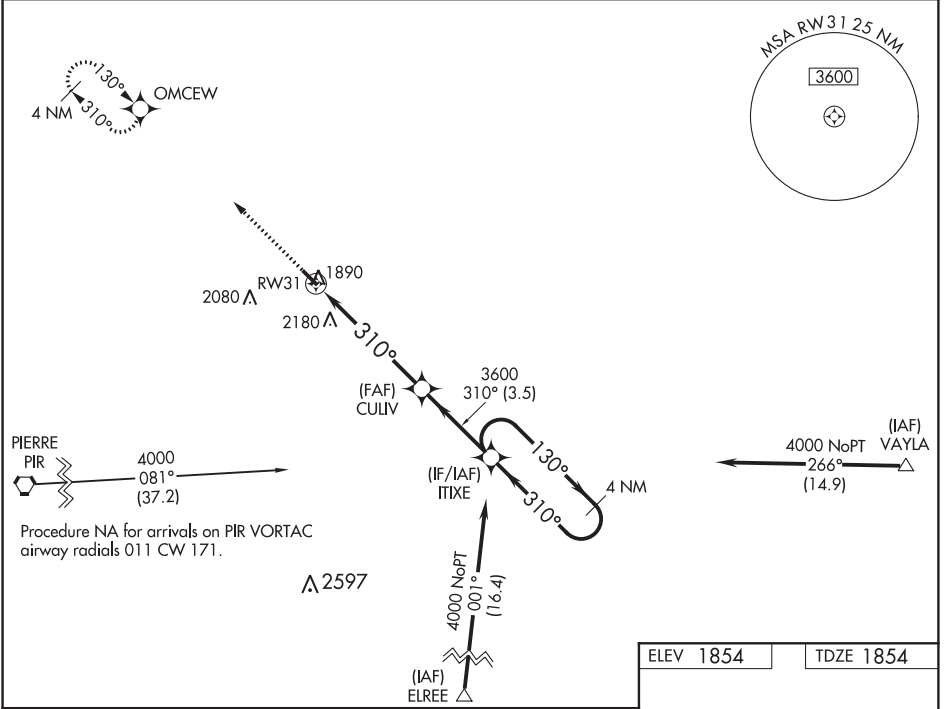 MSA RW31 25 NM
3600
130°
OMCEW
4 NM
310°
RW31
1890
2080
2180
310°
(FAF)
CULIV
3600
310° (3.5)
PIERRE
PIR
4000
081°
(37.2)
(IF/IAF)
ITIXE
130°
310°
4 NM
4000 NoPT
266°
(14.9)
(IAF)
VAYLA
Procedure NA for arrivals on PIR VORTAC
airway radials 011 CW 171.
2597
4000 NoPT
001°
(16.4)
(IAF)
ELREE
ELEV 1854
TDZE 1854